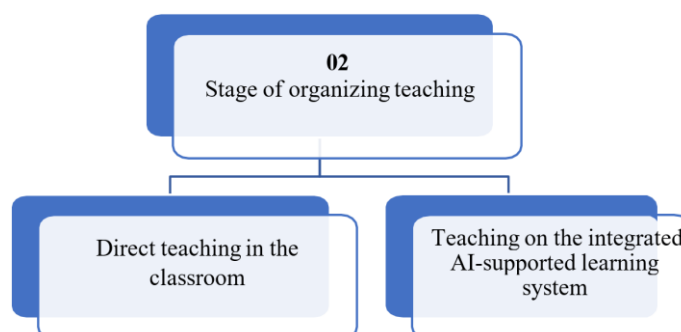 02
Stage of organizing teaching
Direct teaching in the
classroom
Teaching on the integrated
AI-supported learning
system